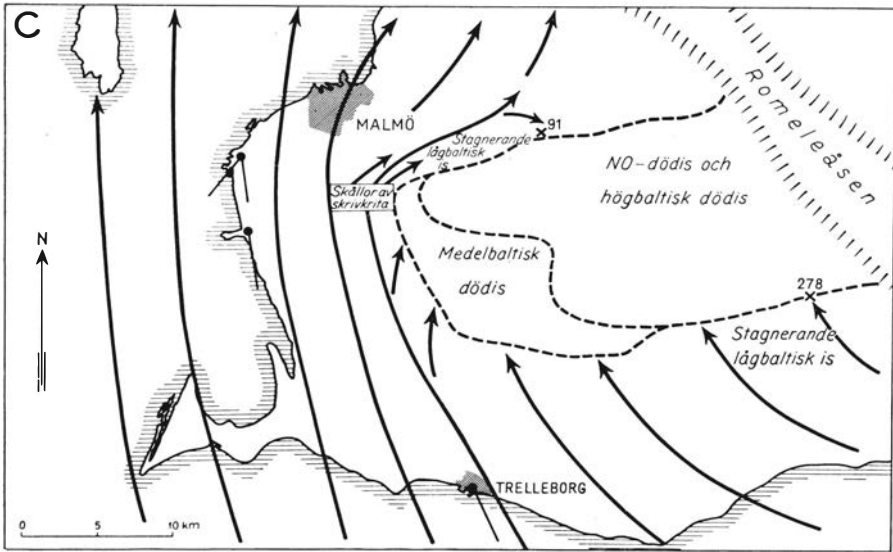 C
MALMÖ
91
Stagnerande
lågbaltisk
is
Romeleåsen
NO-dödis och
högbaltisk dödis
Skållor av
skrivkrita
N
Medelbaltisk
dödis
278
Stagnerande
lågbaltisk is
TRELLEBORG
0 5 10 km